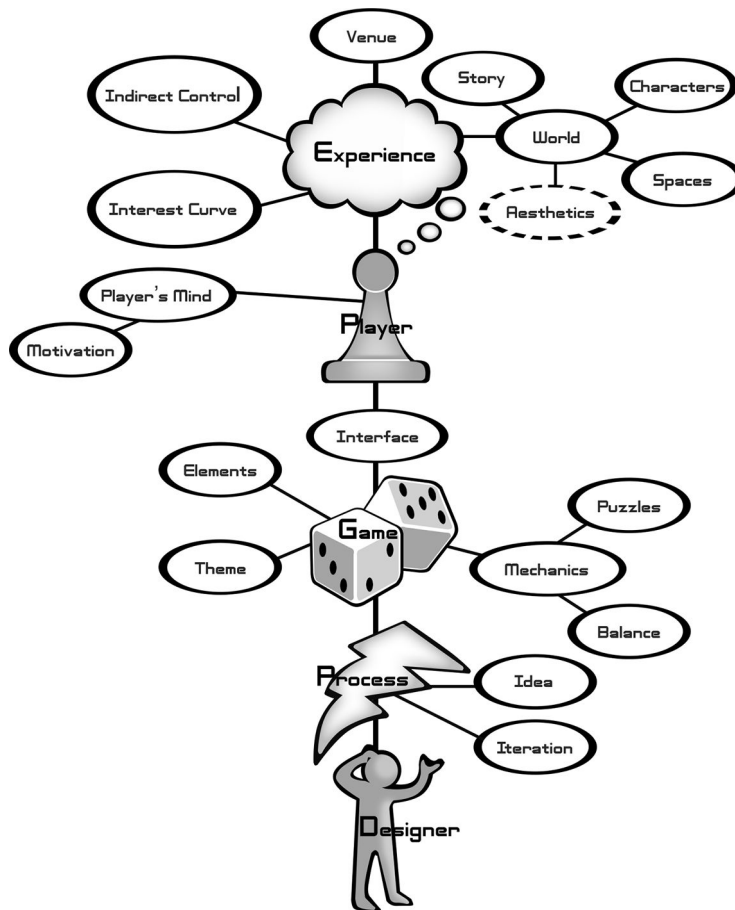 Venue
Story
Characters
Indirect Control
World
Experience
Spaces
Interest Curve
Aesthetics
Player's Mind
Player
Motivation
Interface
Elements
Puzzles
Game
Theme
Mechanics
Balance
Process
Idea
Iteration
Designer